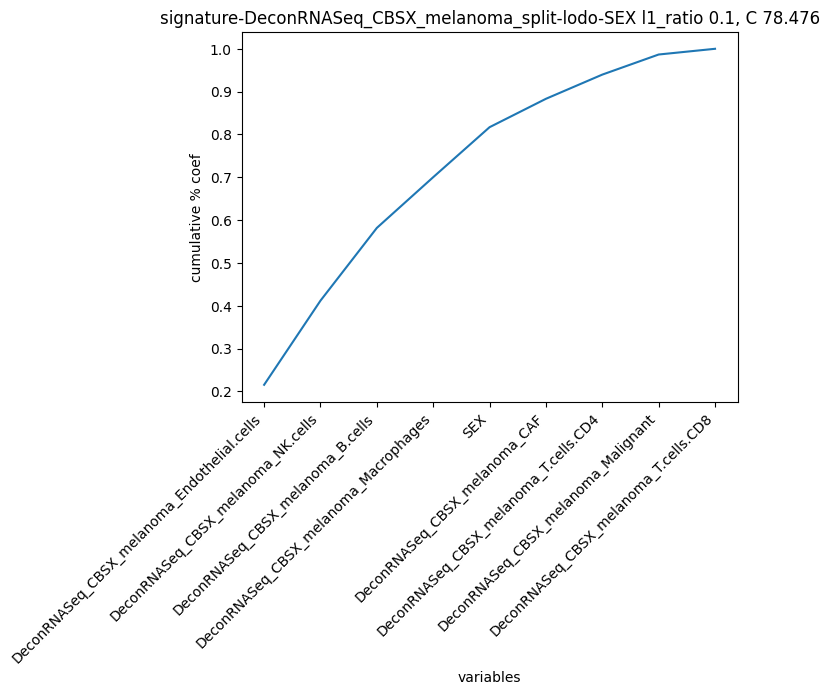 signature-DeconRNASeq_CBSX_melanoma_split-lodo-SEX l1_ratio 0.1, C 78.476
1.0
0.9
0.8
0.7
0.6
0.5
0.4
0.3
0.2
cumulative % coef
DeconRNASeq_CBSX_melanoma_Endothelial.cells
DeconRNASeq_CBSX_melanoma_NK.cells
DeconRNASeq_CBSX_melanoma_B.cells
DeconRNASeq_CBSX_melanoma_Macrophages
SEX
DeconRNASeq_CBSX_melanoma_CAF
DeconRNASeq_CBSX_melanoma_T.cells.CD4
DeconRNASeq_CBSX_melanoma_Malignant
DeconRNASeq_CBSX_melanoma_T.cells.CD8
variables